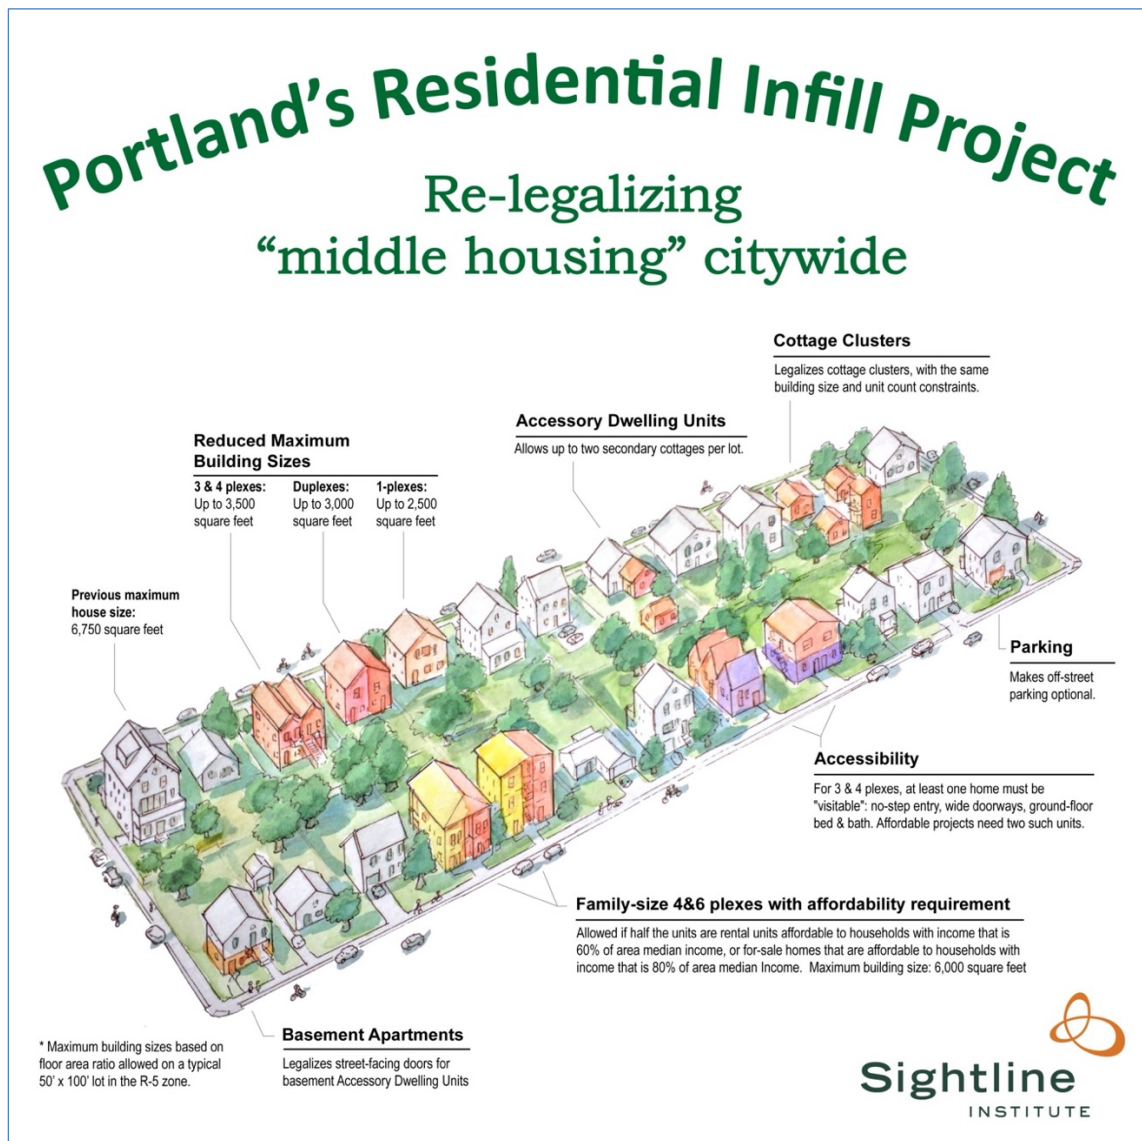 Portland's Residential Infill Project
Re-legalizing
“middle housing” citywide
Cottage Clusters
Legalizes cottage clusters, with the same
building size and unit count constraints.
Accessory Dwelling Units
Allows up to two secondary cottages per lot.
Reduced Maximum
Building Sizes
3 & 4 plexes:
Up to 3,500
square feet
Duplexes:
Up to 3,000
square feet
1-plexes:
Up to 2,500
square feet
Previous maximum
house size:
6,750 square feet
Parking
Makes off-street
parking optional.
Accessibility
For 3 & 4 plexes, at least one home must be
"visitable": no-step entry, wide doorways, ground-floor
bed & bath. Affordable projects need two such units.
Family-size 4&6 plexes with affordability requirement
Allowed if half the units are rental units affordable to households with income that is
60% of area median income, or for-sale homes that are affordable to households with
income that is 80% of area median Income. Maximum building size: 6,000 square feet
Basement Apartments
Legalizes street-facing doors for
basement Accessory Dwelling Units
* Maximum building sizes based on
floor area ratio allowed on a typical
50' x 100' lot in the R-5 zone.
Sightline
INSTITUTE